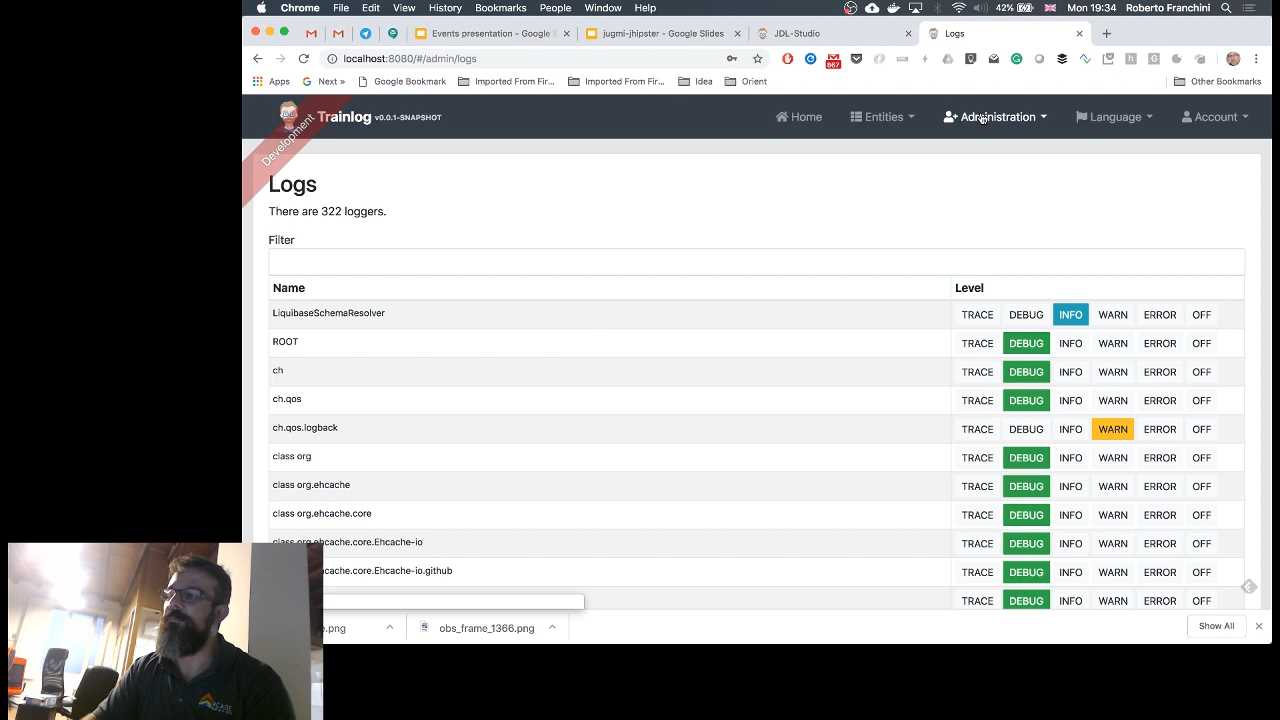 Chrome File Edit View History Bookmarks People Window Help 42% Mon 19:34 Roberto Franchini
Events presentation - Google S jugmi-jhipster - Google Slides JDL-Studio Logs
localhost:8080/#/admin/logs 867
Apps Next » Google Bookmark Imported From Fir... Imported From Fir... Idea Orient Other Bookmarks
Development
Trainlog v0.0.1-SNAPSHOT Home Entities Administration Language Account
Logs
There are 322 loggers.
Filter
Name Level
LiquibaseSchemaResolver TRACE DEBUG INFO WARN ERROR OFF
ROOT TRACE DEBUG INFO WARN ERROR OFF
ch TRACE DEBUG INFO WARN ERROR OFF
ch.qos TRACE DEBUG INFO WARN ERROR OFF
ch.qos.logback TRACE DEBUG INFO WARN ERROR OFF
class org TRACE DEBUG INFO WARN ERROR OFF
class org.ehcache TRACE DEBUG INFO WARN ERROR OFF
class org.ehcache.core TRACE DEBUG INFO WARN ERROR OFF
class org.ehcache.core.Ehcache-io TRACE DEBUG INFO WARN ERROR OFF
cache.core.Ehcache-io.github TRACE DEBUG INFO WARN ERROR OFF
TRACE DEBUG INFO WARN ERROR OFF
e.png obs_frame_1366.png Show All